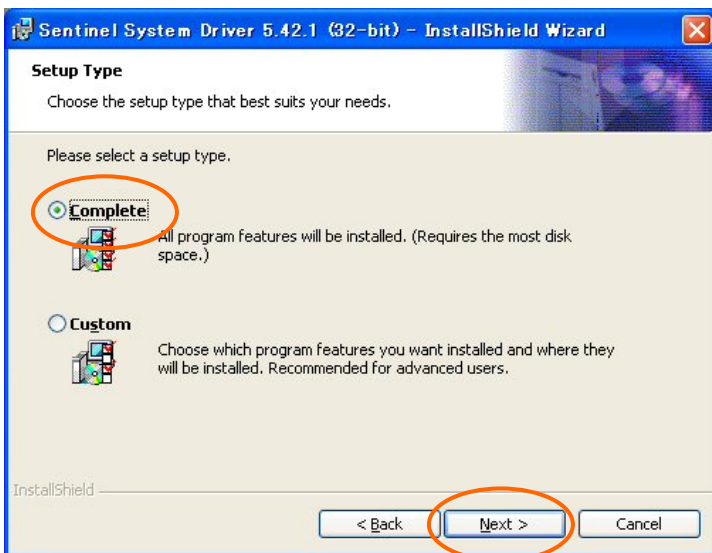 Sentinel System Driver 5.42.1 (32-bit) - InstallShield Wizard
Setup Type
Choose the setup type that best suits your needs.
Please select a setup type.
Complete
All program features will be installed. (Requires the most disk
space.)
Custom
Choose which program features you want installed and where they
will be installed. Recommended for advanced users.
InstallShield
< Back Next > Cancel